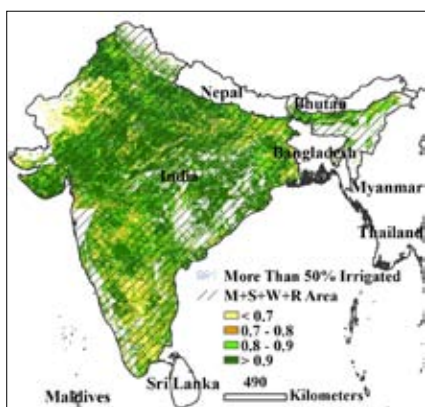 Nepal
Bhutan
Bangladesh
India
Myanmar
Thailand
More Than 50% Irrigated
M+S+W+R Area
< 0.7
0.7 - 0.8
0.8 - 0.9
> 0.9
Sri Lanka
490
Kilometers
Maldives